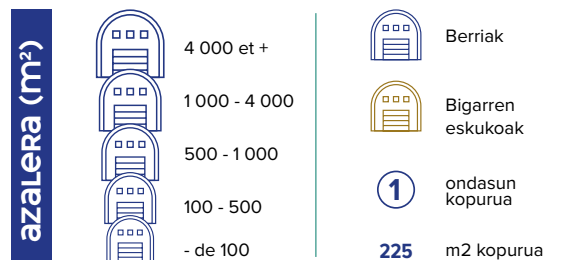 azaLeRa (m²)
4 000 et +
1 000 - 4 000
500 - 1 000
100 - 500
- de 100
Berriak
Bigarren
eskukoak
1
ondasun
kopurua
225
m2 kopurua